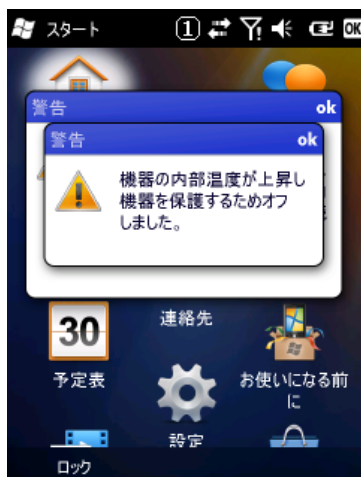 スタート
1
OK
警告
ok
警告
ok
機器の内部温度が上昇し
機器を保護するためオフ
しました。
30
連絡先
予定表
お使いになる前
に
設定
ロック